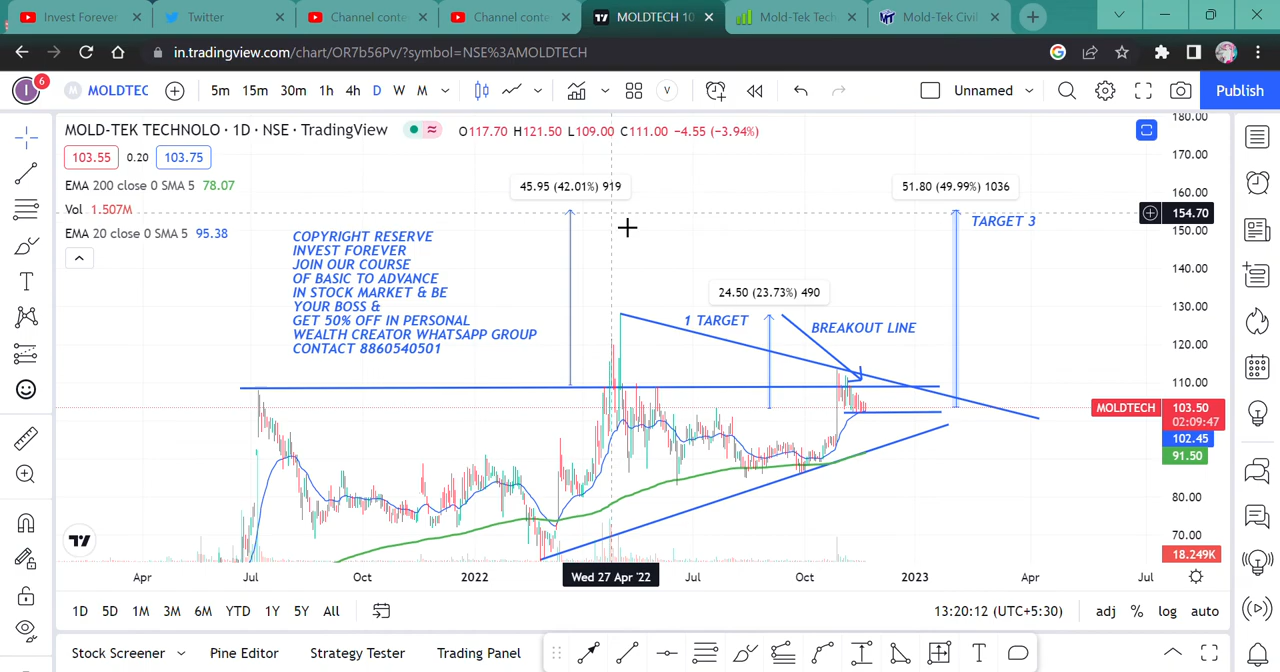 Invest Forever
Twitter
Channel conte
Channel conte
MOLDTECH 10
Mold-Tek Tech
Mold-Tek Civil
in.tradingview.com/chart/OR7b56Pv/?symbol=NSE%3AMOLDTECH
I 6 MOLDTEC 5m 15m 30m 1h 4h D W M V Unnamed Publish
MOLD-TEK TECHNOLO · 1D · NSE · TradingView O117.70 H121.50 L109.00 C111.00 −4.55 (−3.94%)
103.55 0.20 103.75
EMA 200 close 0 SMA 5 78.07
Vol 1.507M
EMA 20 close 0 SMA 5 95.38
45.95 (42.01%) 919
51.80 (49.99%) 1036
TARGET 3
COPYRIGHT RESERVE
INVEST FOREVER
JOIN OUR COURSE
OF BASIC TO ADVANCE
IN STOCK MARKET & BE
YOUR BOSS &
GET 50% OFF IN PERSONAL
WEALTH CREATOR WHATSAPP GROUP
CONTACT 8860540501
24.50 (23.73%) 490
1 TARGET
BREAKOUT LINE
180.00
170.00
160.00
154.70
150.00
140.00
130.00
120.00
110.00
MOLDTECH 103.50
02:09:47
102.45
91.50
80.00
70.00
18.249K
Apr Jul Oct 2022 Wed 27 Apr '22 Jul Oct 2023 Apr Jul
1D 5D 1M 3M 6M YTD 1Y 5Y All 13:20:12 (UTC+5:30) adj % log auto
Stock Screener Pine Editor Strategy Tester Trading Panel